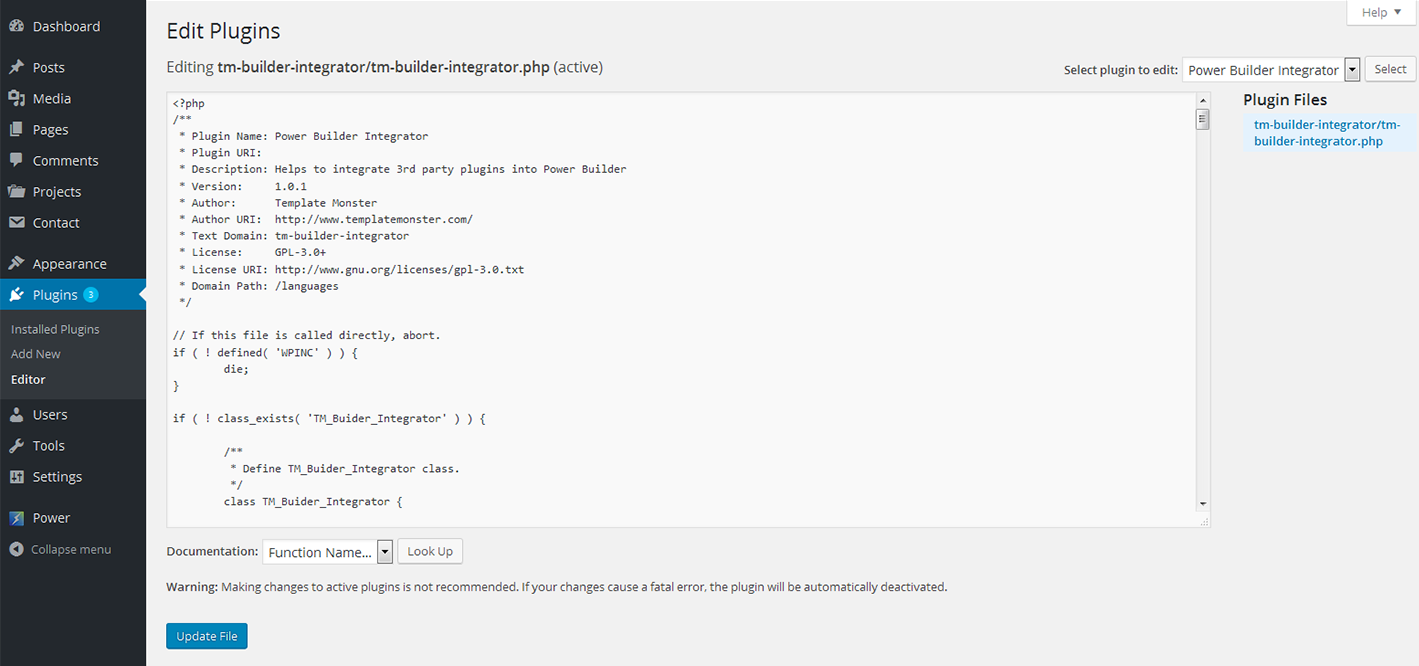 Dashboard
Posts
Media
Pages
Comments
Projects
Contact
Appearance
Plugins 3
Installed Plugins
Add New
Editor
Users
Tools
Settings
Power
Collapse menu
Help
Edit Plugins
Editing tm-builder-integrator/tm-builder-integrator.php (active)
Select plugin to edit: Power Builder Integrator Select
<?php
/**
 * Plugin Name: Power Builder Integrator
 * Plugin URI:
 * Description: Helps to integrate 3rd party plugins into Power Builder
 * Version:     1.0.1
 * Author:      Template Monster
 * Author URI:  http://www.templatemonster.com/
 * Text Domain: tm-builder-integrator
 * License:     GPL-3.0+
 * License URI: http://www.gnu.org/licenses/gpl-3.0.txt
 * Domain Path: /languages
 */
// If this file is called directly, abort.
if ( ! defined( 'WPINC' ) ) {
        die;
}
if ( ! class_exists( 'TM_Buider_Integrator' ) ) {
        /**
         * Define TM_Buider_Integrator class.
         */
        class TM_Buider_Integrator {
Plugin Files
tm-builder-integrator/tm-
builder-integrator.php
Documentation: Function Name... Look Up
Warning: Making changes to active plugins is not recommended. If your changes cause a fatal error, the plugin will be automatically deactivated.
Update File